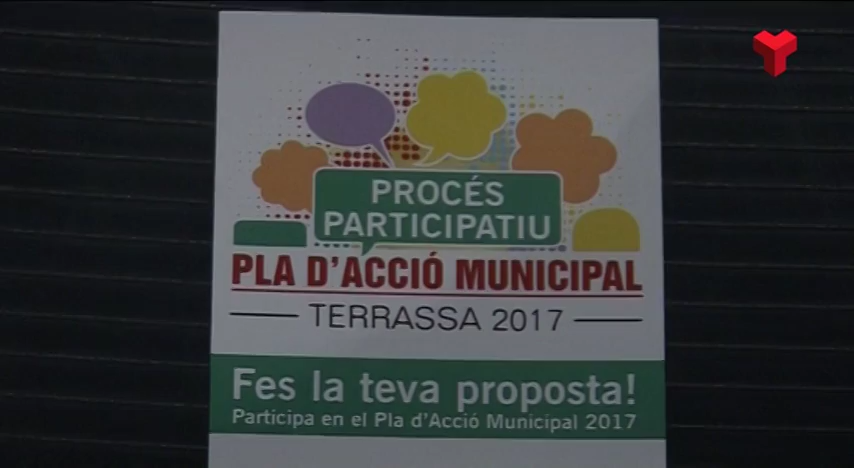 PROCÉS
PARTICIPATIU
PLA D'ACCIÓ MUNICIPAL
TERRASSA 2017
Fes la teva proposta!
Participa en el Pla d'Acció Municipal 2017